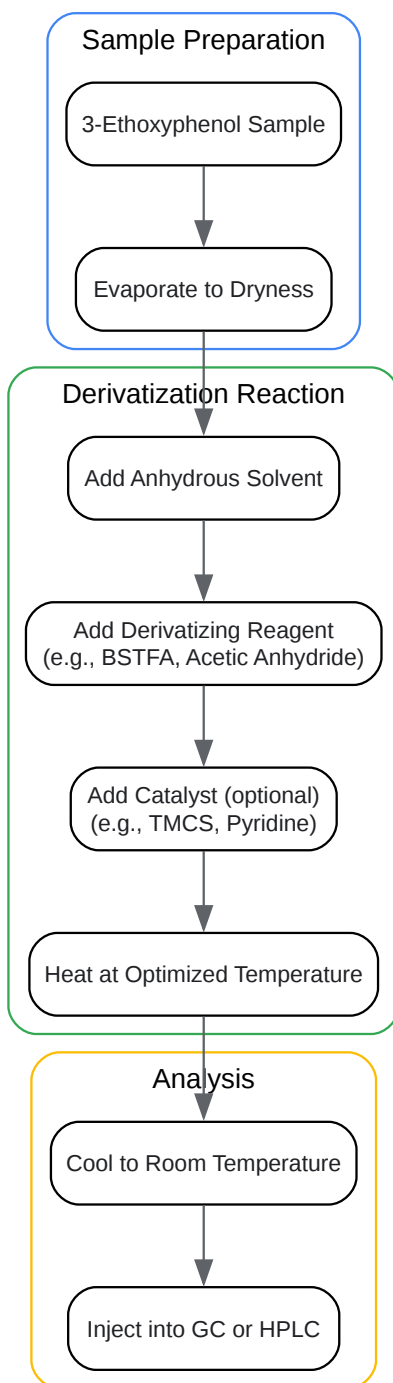 Sample Preparation
3-Ethoxyphenol Sample
Evaporate to Dryness
Derivatization Reaction
Add Anhydrous Solvent
Add Derivatizing Reagent
(e.g., BSTFA, Acetic Anhydride)
Add Catalyst (optional)
(e.g., TMCS, Pyridine)
Heat at Optimized Temperature
Analysis
Cool to Room Temperature
Inject into GC or HPLC